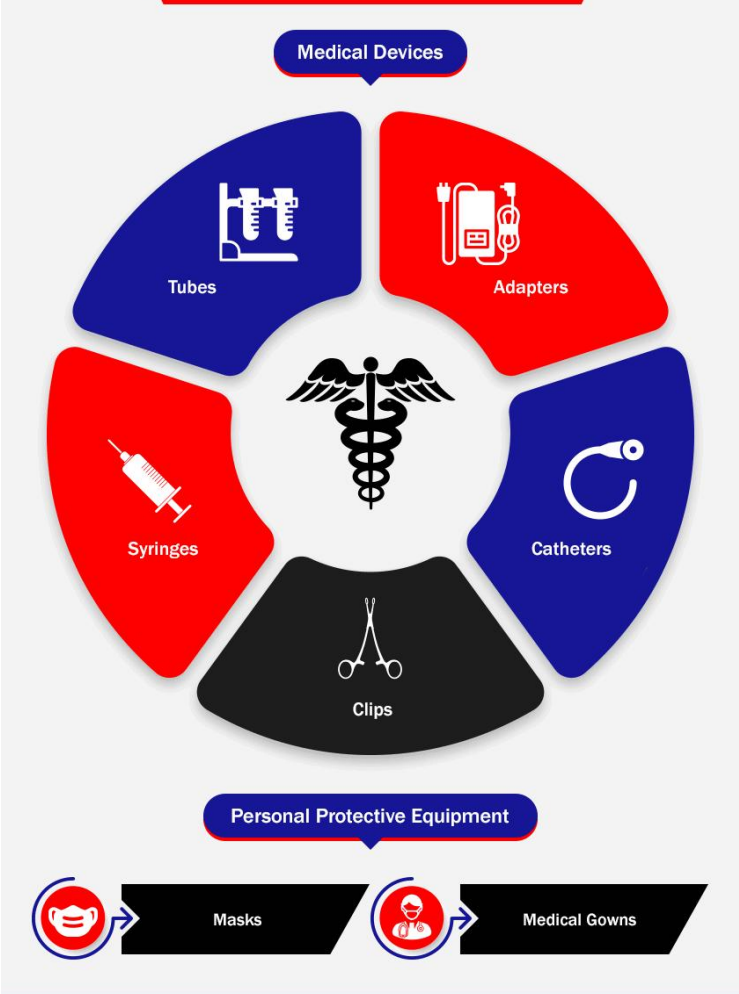 Medical Devices
Tubes
Adapters
Syringes
Catheters
Clips
Personal Protective Equipment
Masks
Medical Gowns